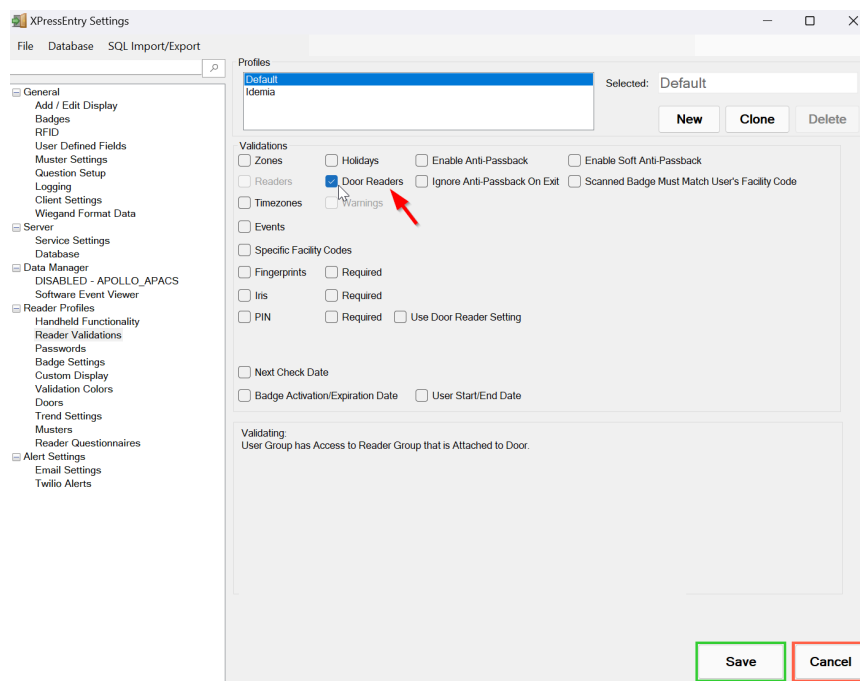 XPressEntry Settings
File Database SQL Import/Export
Profiles
Default
Idemia
Selected: Default
New Clone Delete
General
Add / Edit Display
Badges
RFID
User Defined Fields
Muster Settings
Question Setup
Logging
Client Settings
Wiegand Format Data
Server
Service Settings
Database
Data Manager
DISABLED - APOLLO_APACS
Software Event Viewer
Reader Profiles
Handheld Functionality
Reader Validations
Passwords
Badge Settings
Custom Display
Validation Colors
Doors
Trend Settings
Musters
Reader Questionnaires
Alert Settings
Email Settings
Twilio Alerts
Validations
Zones Holidays Enable Anti-Passback Enable Soft Anti-Passback
Readers Door Readers Ignore Anti-Passback On Exit Scanned Badge Must Match User's Facility Code
Timezones Warnings
Events
Specific Facility Codes
Fingerprints Required
Iris Required
PIN Required Use Door Reader Setting
Next Check Date
Badge Activation/Expiration Date User Start/End Date
Validating:
User Group has Access to Reader Group that is Attached to Door.
Save Cancel